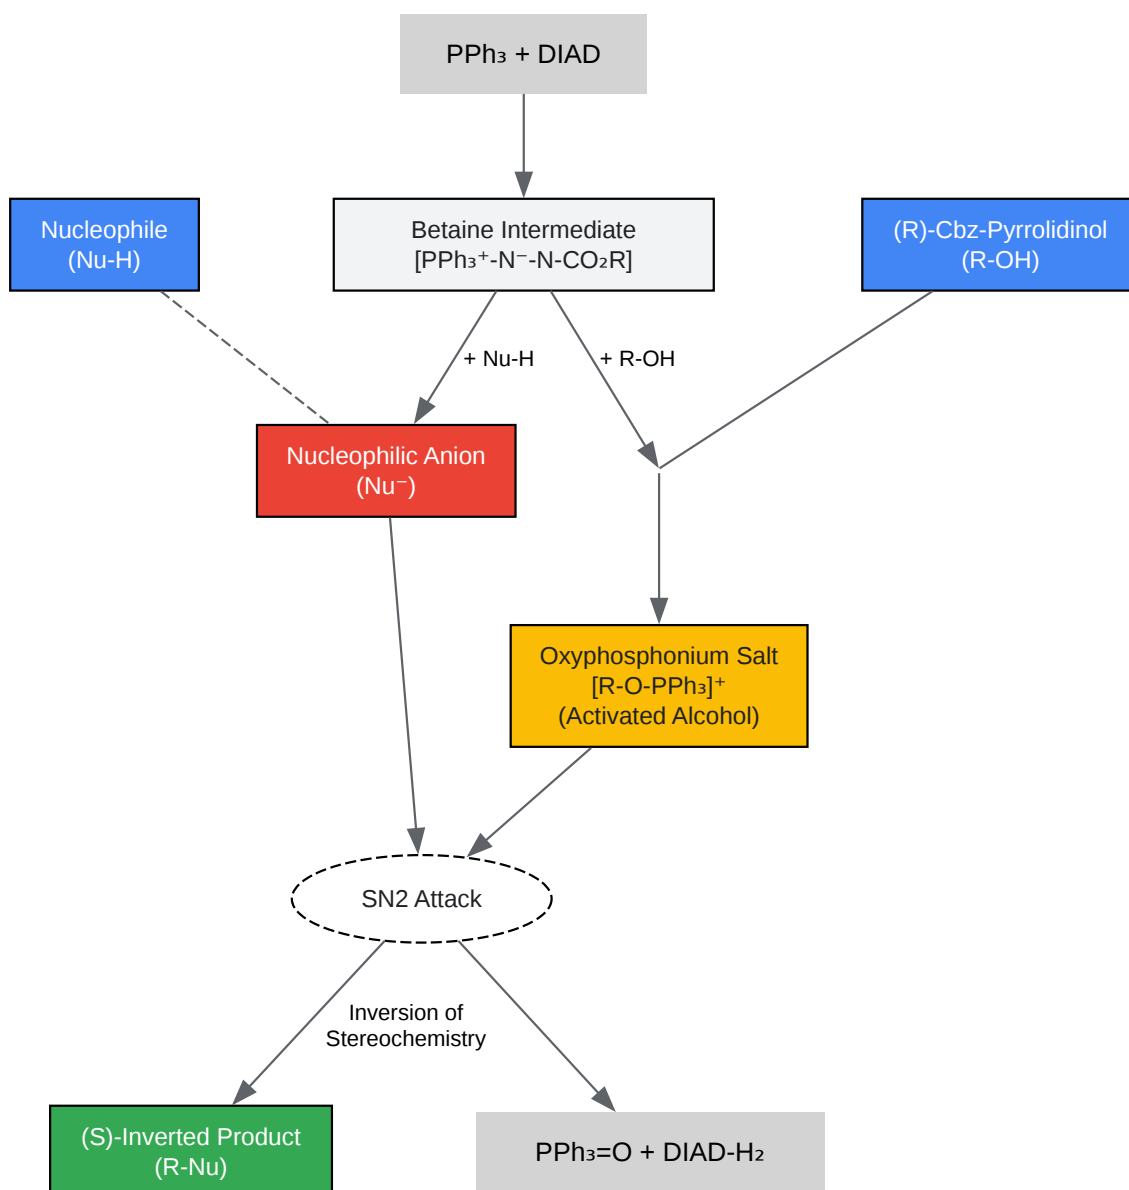 PPh₃ + DIAD
Nucleophile
(Nu-H)
Betaine Intermediate
[PPh₃⁺-N⁻-N-CO₂R]
(R)-Cbz-Pyrrolidinol
(R-OH)
+ Nu-H
+ R-OH
Nucleophilic Anion
(Nu⁻)
Oxyphosphonium Salt
[R-O-PPh₃]⁺
(Activated Alcohol)
SN2 Attack
Inversion of
Stereochemistry
(S)-Inverted Product
(R-Nu)
PPh₃=O + DIAD-H₂